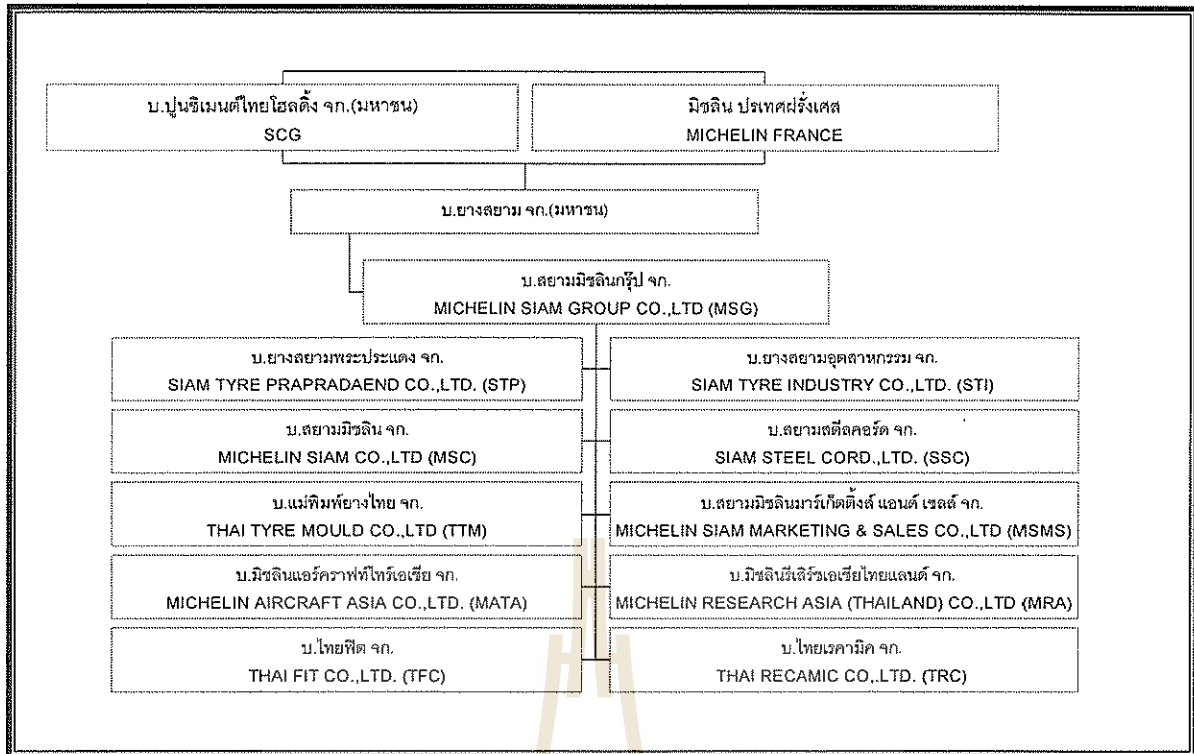 บ.ปูนซิเมนต์ไทยโฮลดิ้ง จก.(มหาชน)
SCG
มิชลิน ประเทศฝรั่งเศส
MICHELIN FRANCE
บ.ยางสยาม จก.(มหาชน)
บ.สยามมิชลินกรุ๊ป จก.
MICHELIN SIAM GROUP CO.,LTD (MSG)
บ.ยางสยามพระประแดง จก.
SIAM TYRE PRAPRADAEND CO.,LTD. (STP)
บ.ยางสยามอุตสาหกรรม จก.
SIAM TYRE INDUSTRY CO.,LTD. (STI)
บ.สยามมิชลิน จก.
MICHELIN SIAM CO.,LTD (MSC)
บ.สยามสตีลคอร์ด จก.
SIAM STEEL CORD.,LTD. (SSC)
บ.แม่พิมพ์ยางไทย จก.
THAI TYRE MOULD CO.,LTD (TTM)
บ.สยามมิชลินมาร์เก็ตติ้งส์ แอนด์ เซลส์ จก.
MICHELIN SIAM MARKETING & SALES CO.,LTD (MSMS)
บ.มิชลินแอร์คราฟท์ไทร์เอเซีย จก.
MICHELIN AIRCRAFT ASIA CO.,LTD. (MATA)
บ.มิชลินรีเสิร์ชเอเซียไทยแลนด์ จก.
MICHELIN RESEARCH ASIA (THAILAND) CO.,LTD (MRA)
บ.ไทยฟิต จก.
THAI FIT CO.,LTD. (TFC)
บ.ไทยเรคามิค จก.
THAI RECAMIC CO,.LTD. (TRC)